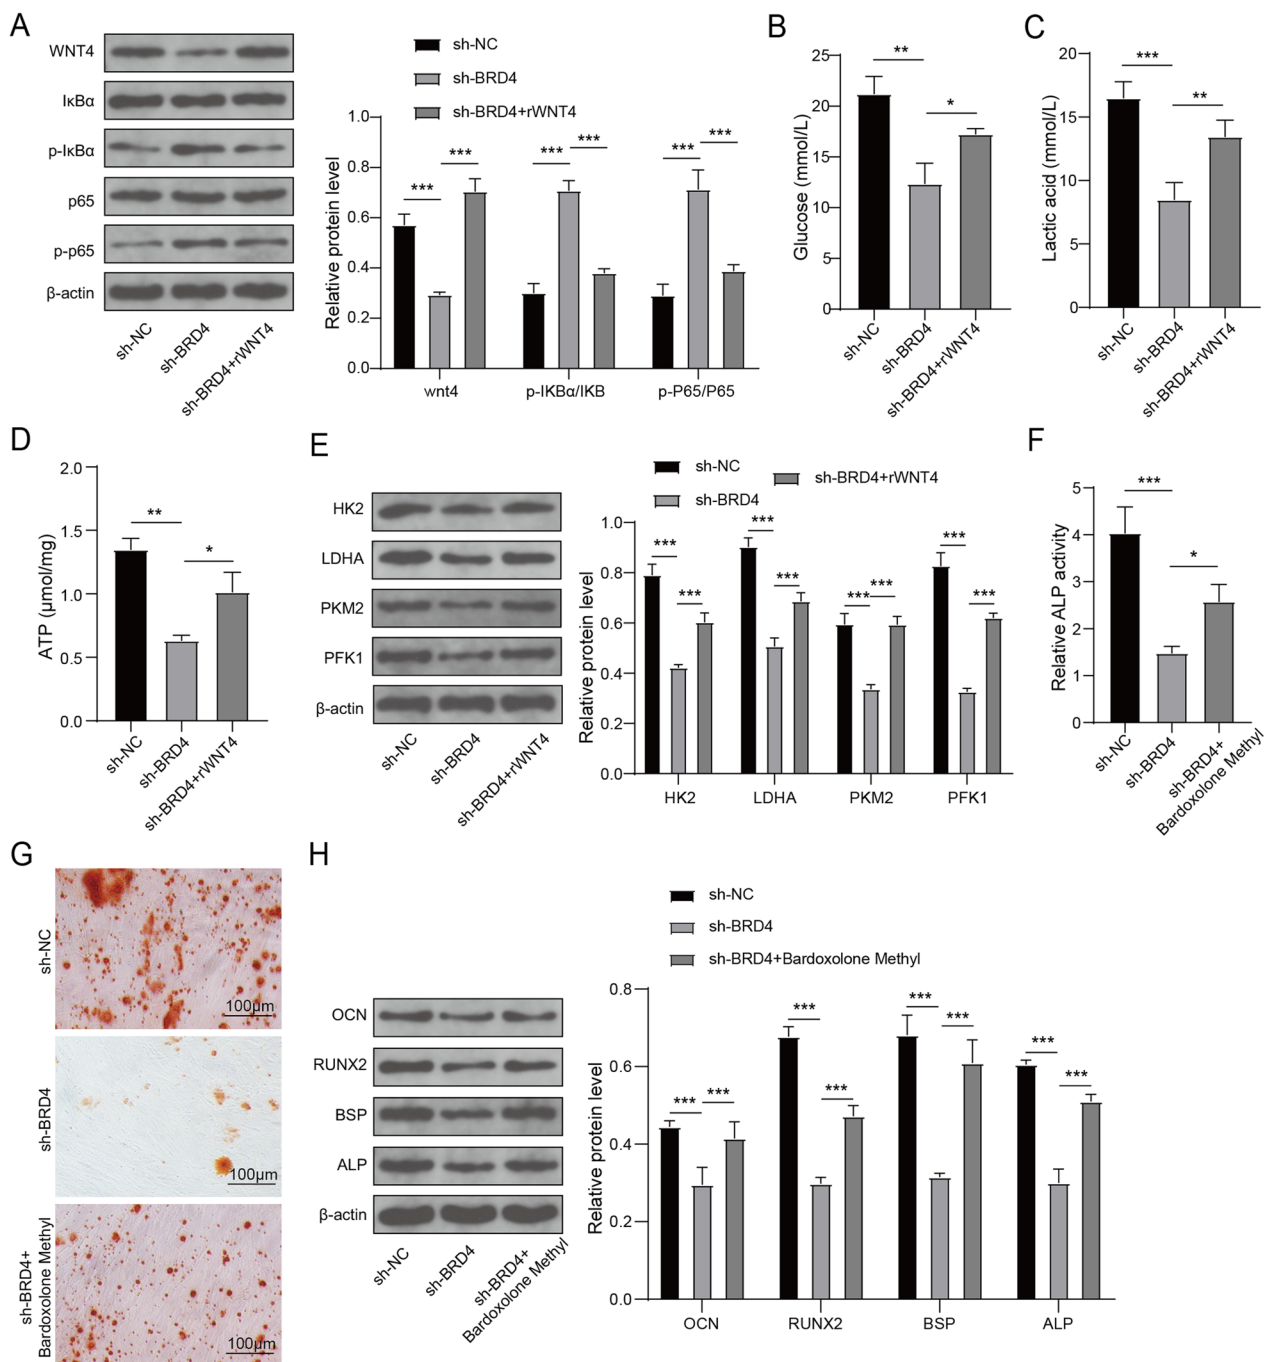 A
WNT4
IκBα
p-IκBα
p65
p-p65
β-actin
sh-NC
sh-BRD4
sh-BRD4+rWNT4
sh-NC
sh-BRD4
sh-BRD4+rWNT4
Relative protein level
1.0
0.8
0.6
0.4
0.2
0.0
***
***
***
***
***
***
wnt4
p-IKBα/IKB
p-P65/P65
B
Glucose (mmol/L)
25
20
15
10
5
0
**
*
sh-NC
sh-BRD4
sh-BRD4+rWNT4
C
Lactic acid (mmol/L)
20
15
10
5
0
***
**
sh-NC
sh-BRD4
sh-BRD4+rWNT4
D
ATP (μmol/mg)
2.0
1.5
1.0
0.5
0.0
**
*
sh-NC
sh-BRD4
sh-BRD4+rWNT4
E
HK2
LDHA
PKM2
PFK1
β-actin
sh-NC
sh-BRD4
sh-BRD4+rWNT4
sh-NC
sh-BRD4
sh-BRD4+rWNT4
Relative protein level
1.0
0.8
0.6
0.4
0.2
0.0
***
***
***
***
***
***
***
***
HK2
LDHA
PKM2
PFK1
F
Relative ALP activity
5
4
3
2
1
0
***
*
sh-NC
sh-BRD4
sh-BRD4+
Bardoxolone Methyl
G
sh-NC
100μm
sh-BRD4
100μm
sh-BRD4+
Bardoxolone Methyl
100μm
H
OCN
RUNX2
BSP
ALP
β-actin
sh-NC
sh-BRD4
sh-BRD4+
Bardoxolone Methyl
sh-NC
sh-BRD4
sh-BRD4+Bardoxolone Methyl
Relative protein level
0.8
0.6
0.4
0.2
0.0
***
***
***
***
***
***
***
***
OCN
RUNX2
BSP
ALP